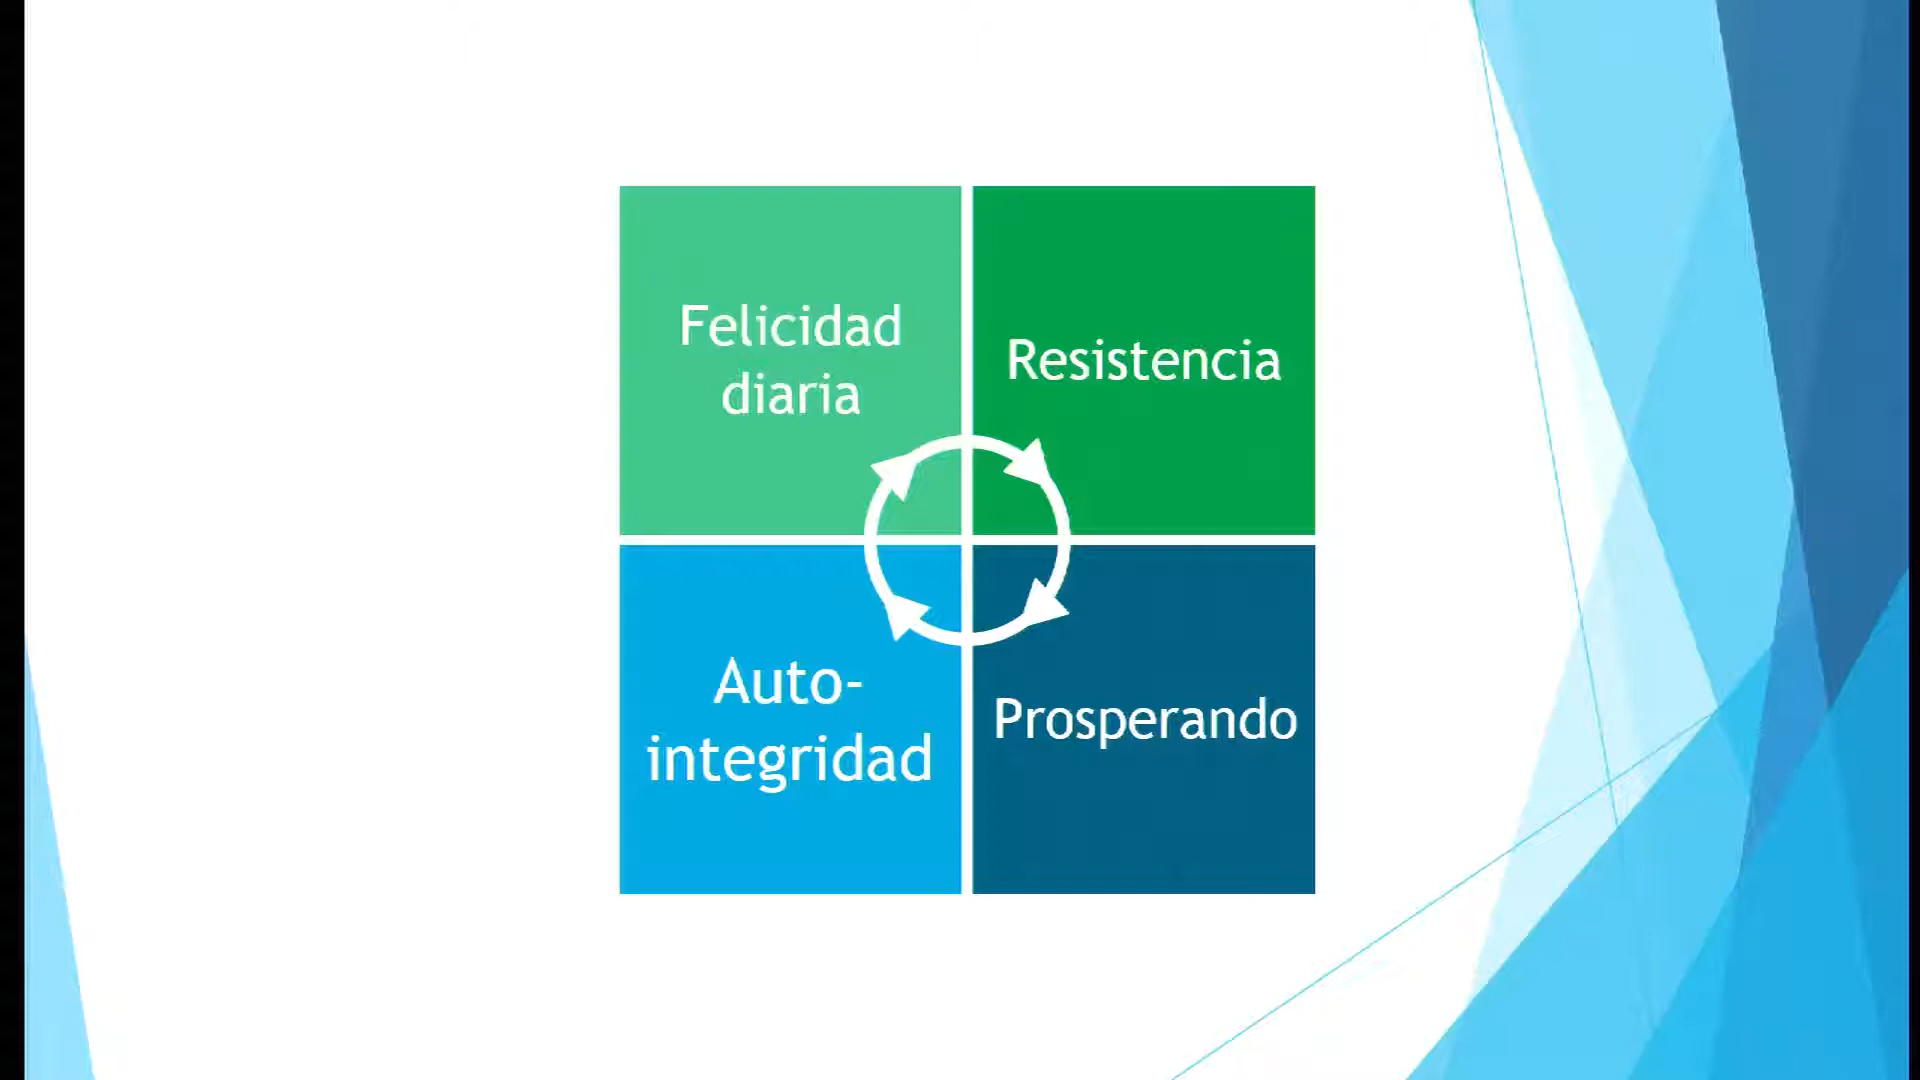 Felicidad
diaria
Resistencia
Auto-
integridad
Prosperando